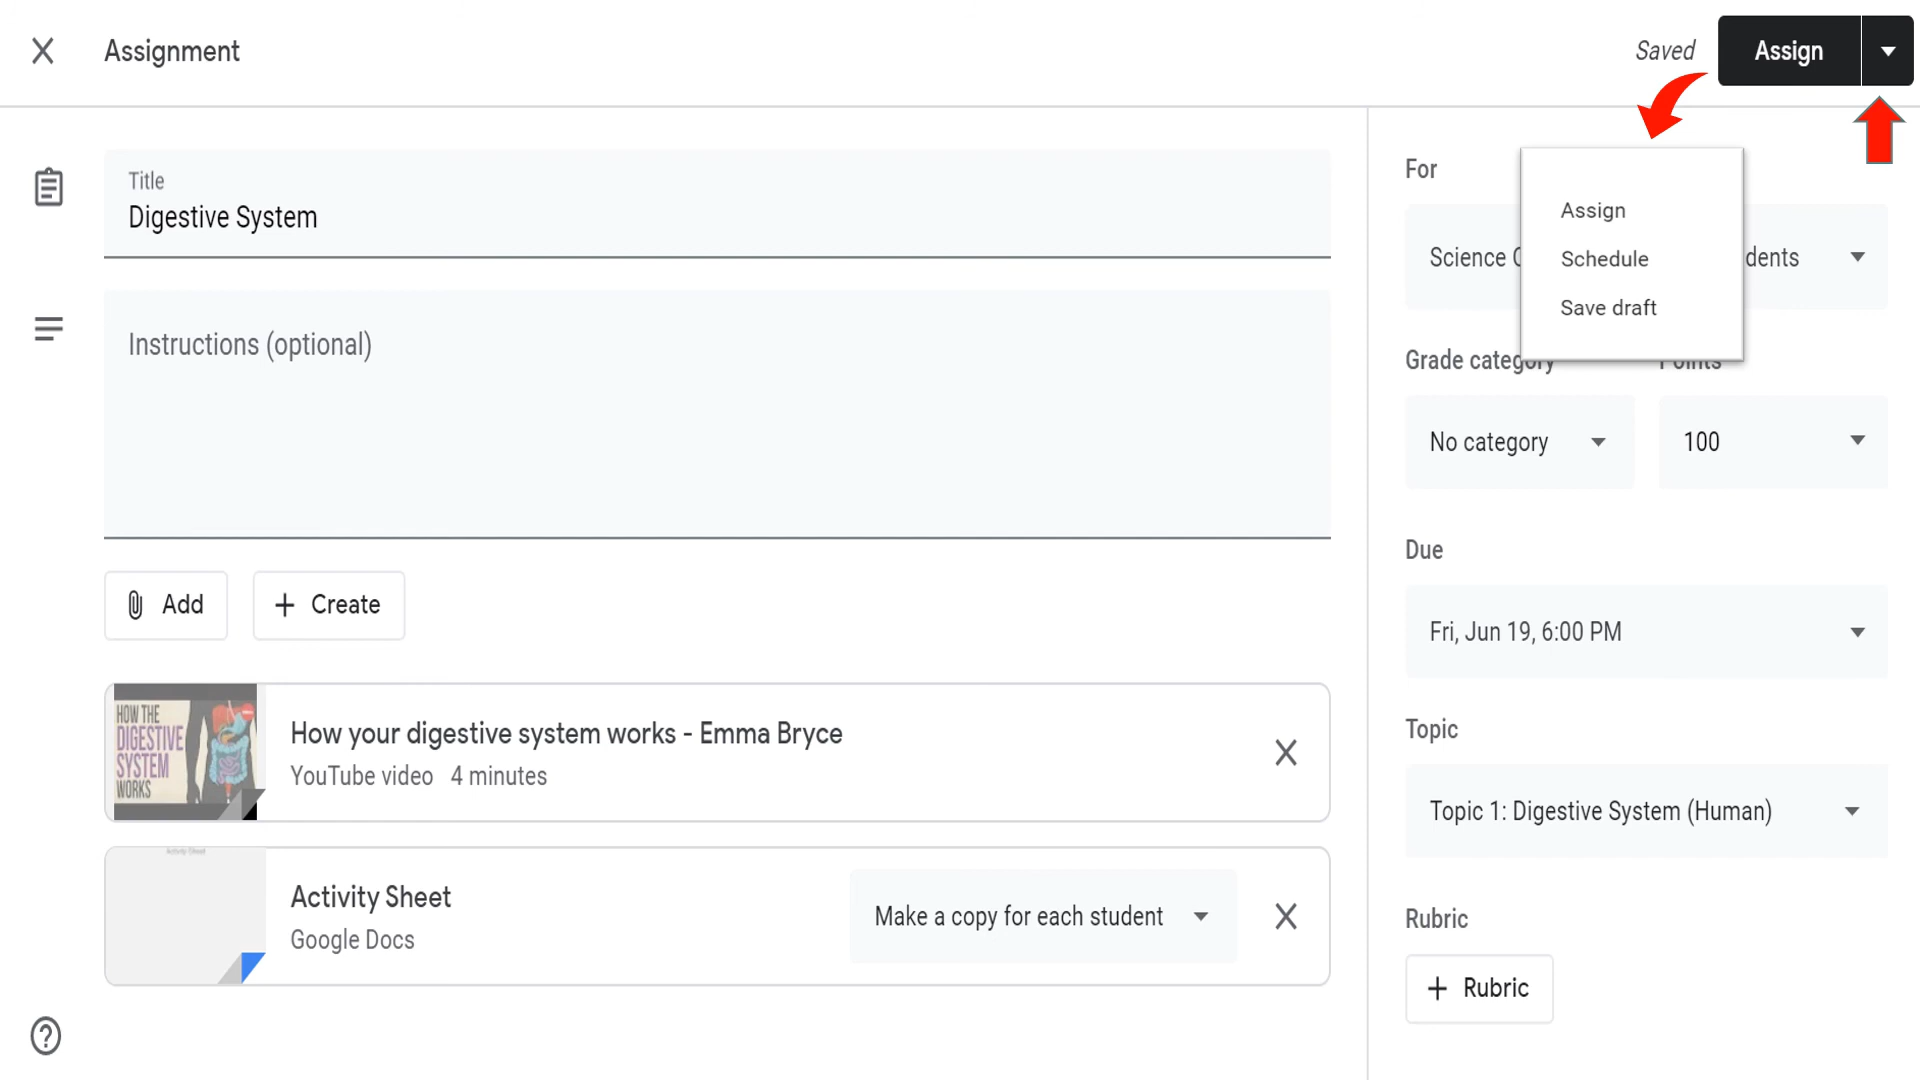 Assignment
Saved
Assign
Title
Digestive System
Instructions (optional)
Add
Create
HOW THE
DIGESTIVE
SYSTEM
WORKS
How your digestive system works - Emma Bryce
YouTube video 4 minutes
Activity Sheet
Activity Sheet
Google Docs
Make a copy for each student
For
Science
Assign
Schedule
Save draft
Grade category
Points
No category
100
Due
Fri, Jun 19, 6:00 PM
Topic
Topic 1: Digestive System (Human)
Rubric
Rubric